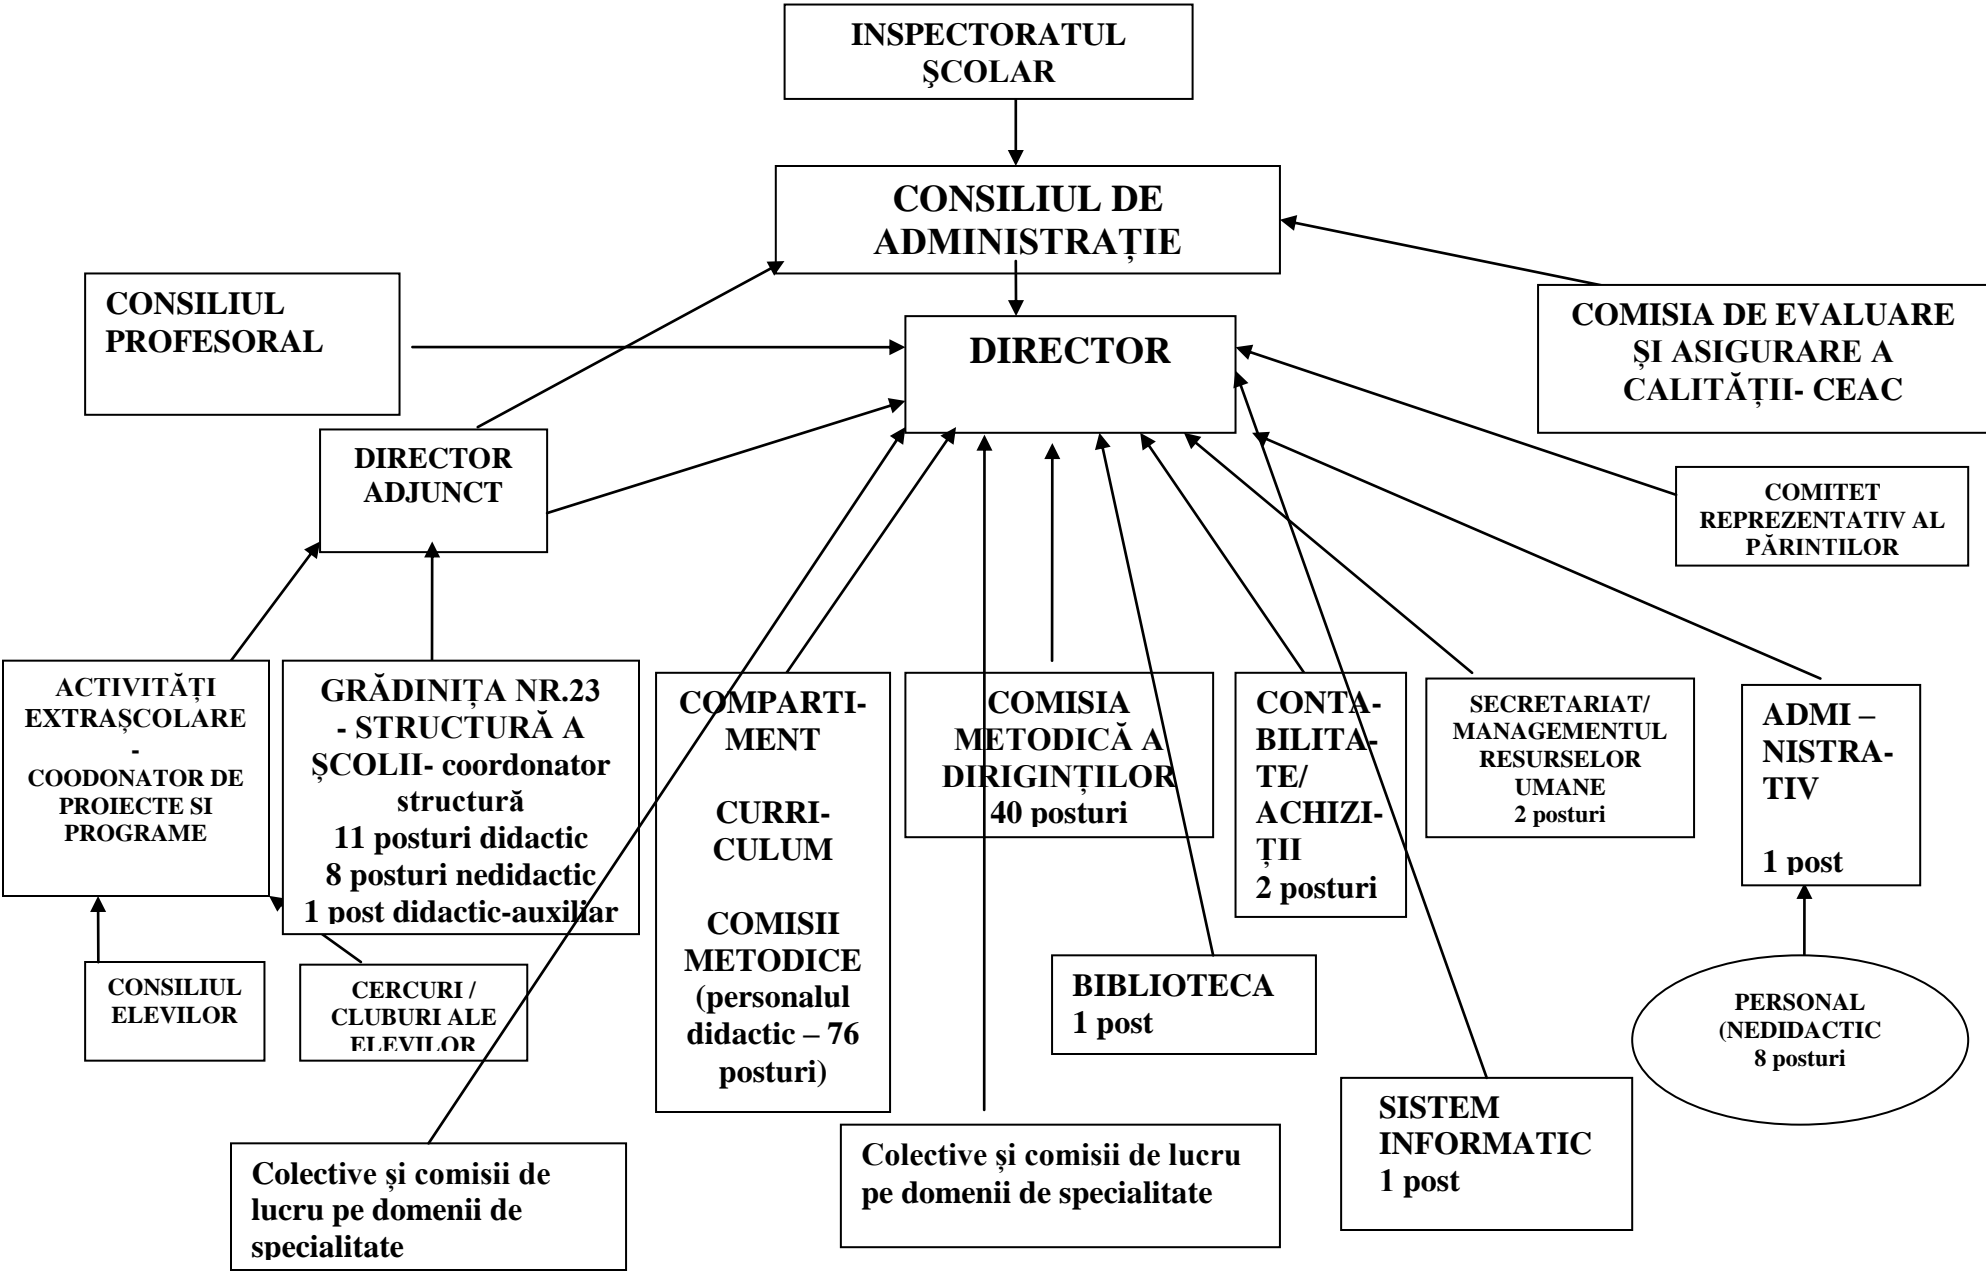 INSPECTORATUL
ŞCOLAR
CONSILIUL DE
ADMINISTRAȚIE
CONSILIUL
PROFESORAL
DIRECTOR
COMISIA DE EVALUARE
ȘI ASIGURARE A
CALITĂȚII- CEAC
DIRECTOR
ADJUNCT
COMITET
REPREZENTATIV AL
PĂRINTILOR
ACTIVITĂȚI
EXTRAȘCOLARE
-
COODONATOR DE
PROIECTE SI
PROGRAME
GRĂDINIȚA NR.23
- STRUCTURĂ A
ȘCOLII- coordonator
structură
11 posturi didactic
8 posturi nedidactic
1 post didactic-auxiliar
COMPARTI-
MENT
CURRI-
CULUM
COMISII
METODICE
(personalul
didactic – 76
posturi)
COMISIA
METODICĂ A
DIRIGINȚILOR
40 posturi
CONTA-
BILITA-
TE/
ACHIZI-
ȚII
2 posturi
SECRETARIAT/
MANAGEMENTUL
RESURSELOR
UMANE
2 posturi
ADMI –
NISTRA-
TIV
1 post
CONSILIUL
ELEVILOR
CERCURI /
CLUBURI ALE
ELEVILOR
BIBLIOTECA
1 post
PERSONAL
(NEDIDACTIC
8 posturi
SISTEM
INFORMATIC
1 post
Colective și comisii de
lucru pe domenii de
specialitate
Colective și comisii de lucru
pe domenii de specialitate